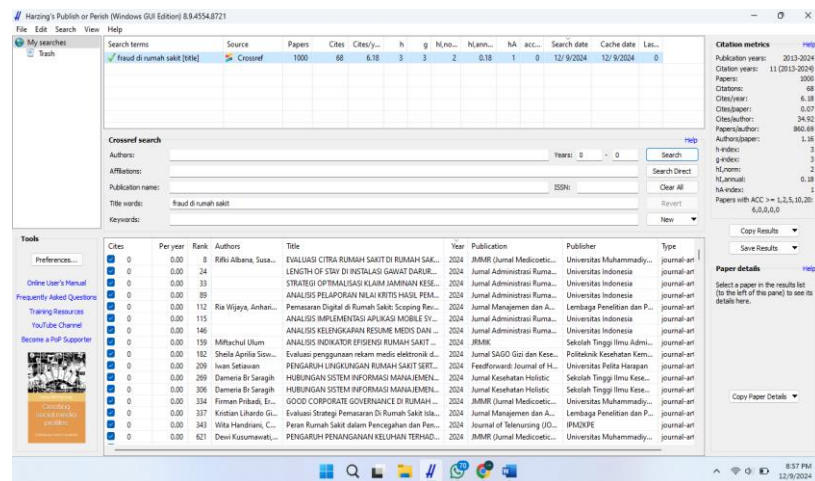 Harzing's Publish or Perish (Windows GUI Edition) 8.9.4554.8721
File Edit Search View Help
My searches
Trash
Search terms Source Papers Cites Cites/y... h g hI,no... hI,ann... hA acc... Search date Cache date Las...
fraud di rumah sakit [title] Crossref 1000 68 6.18 3 3 2 0.18 1 0 12/ 9/2024 12/ 9/2024 0
Crossref search Help
Authors: Years: 0 - 0 Search
Affiliations: Search Direct
Publication name: ISSN: Clear All
Title words: fraud di rumah sakit Revert
Keywords: New
Tools
Preferences...
Online User's Manual
Frequently Asked Questions
Training Resources
YouTube Channel
Become a PoP Supporter
Creating
social media
profiles
Cites Per year Rank Authors Title Year Publication Publisher Type
0 0.00 8 Rifki Albana, Susa... EVALUASI CITRA RUMAH SAKIT DI RUMAH SAK... 2024 JMMR (Jurnal Medicoetic... Universitas Muhammadiy... journal-art
0 0.00 24 LENGTH OF STAY DI INSTALASI GAWAT DARUR... 2024 Jurnal Administrasi Ruma... Universitas Indonesia journal-art
0 0.00 33 STRATEGI OPTIMALISASI KLAIM JAMINAN KESE... 2024 Jurnal Administrasi Ruma... Universitas Indonesia journal-art
0 0.00 89 ANALISIS PELAPORAN NILAI KRITIS HASIL PEM... 2024 Jurnal Administrasi Ruma... Universitas Indonesia journal-art
0 0.00 112 Ria Wijaya, Anhari... Pemasaran Digital di Rumah Sakit: Scoping Rev... 2024 Jurnal Manajemen dan A... Lembaga Penelitian dan P... journal-art
0 0.00 115 ANALISIS IMPLEMENTASI APLIKASI MOBILE SY... 2024 Jurnal Administrasi Ruma... Universitas Indonesia journal-art
0 0.00 146 ANALISIS KELENGKAPAN RESUME MEDIS DAN ... 2024 Jurnal Administrasi Ruma... Universitas Indonesia journal-art
0 0.00 159 Miftachul Ulum ANALISIS INDIKATOR EFISIENSI RUMAH SAKIT ... 2024 JRMIK Sekolah Tinggi Ilmu Admi... journal-art
0 0.00 182 Sheila Aprilia Sisw... Evaluasi penggunaan rekam medis elektronik d... 2024 Jurnal SAGO Gizi dan Kese... Politeknik Kesehatan Kem... journal-art
0 0.00 209 Iwan Setiawan PENGARUH LINGKUNGAN RUMAH SAKIT SERT... 2024 Feedforward: Journal of H... Universitas Pelita Harapan journal-art
0 0.00 269 Dameria Br Saragih HUBUNGAN SISTEM INFORMASI MANAJEMEN... 2024 Jurnal Kesehatan Holistic Sekolah Tinggi Ilmu Kese... journal-art
0 0.00 306 Dameria Br Saragih HUBUNGAN SISTEM INFORMASI MANAJEMEN... 2024 Jurnal Kesehatan Holistic Sekolah Tinggi Ilmu Kese... journal-art
0 0.00 334 Firman Pribadi, Er... GOOD CORPORATE GOVERNANCE DI RUMAH ... 2024 JMMR (Jurnal Medicoetic... Universitas Muhammadiy... journal-art
0 0.00 337 Kristian Lihardo Gi... Evaluasi Strategi Pemasaran Di Rumah Sakit Isla... 2024 Jurnal Manajemen dan A... Lembaga Penelitian dan P... journal-art
0 0.00 343 Wita Handriani, C... Peran Rumah Sakit dalam Pencegahan dan Pen... 2024 Journal of Telenursing (JO... IPM2KPE journal-art
0 0.00 621 Dewi Kusumawati,... PENGARUH PENANGANAN KELUHAN TERHAD... 2024 JMMR (Jurnal Medicoetic... Universitas Muhammadiy... journal-art
Citation metrics Help
Publication years: 2013-2024
Citation years: 11 (2013-2024)
Papers: 1000
Citations: 68
Cites/year: 6.18
Cites/paper: 0.07
Cites/author: 34.92
Papers/author: 860.69
Authors/paper: 1.16
h-index: 3
g-index: 3
hI,norm: 2
hI,annual: 0.18
hA-index: 1
Papers with ACC >= 1,2,5,10,20:
6,0,0,0,0
Copy Results
Save Results
Paper details Help
Select a paper in the results list
(to the left of this pane) to see its
details here.
Copy Paper Details
70
8:57 PM
12/9/2024